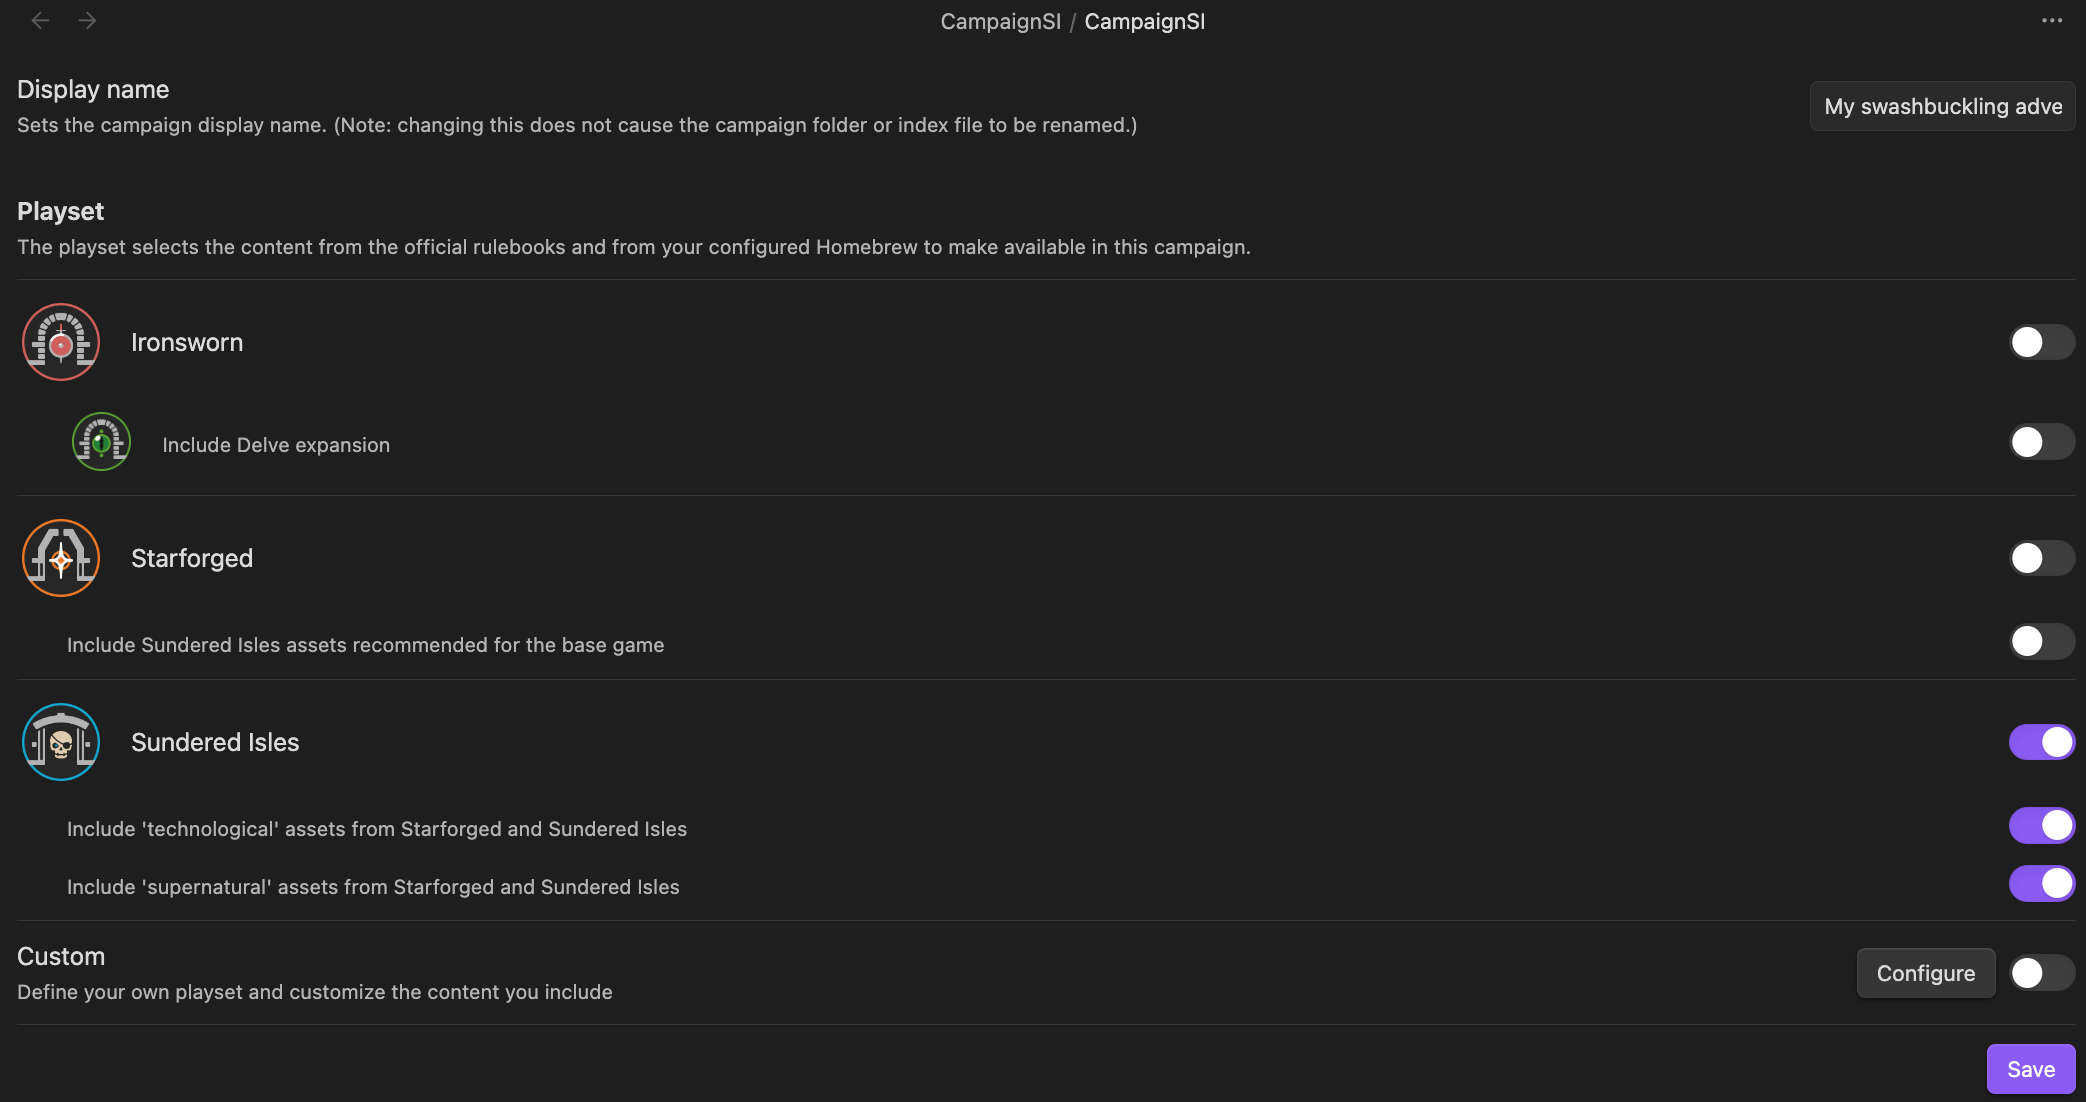 CampaignSI / CampaignSI
Display name
Sets the campaign display name. (Note: changing this does not cause the campaign folder or index file to be renamed.)
My swashbuckling adve
Playset
The playset selects the content from the official rulebooks and from your configured Homebrew to make available in this campaign.
Ironsworn
Include Delve expansion
Starforged
Include Sundered Isles assets recommended for the base game
Sundered Isles
Include 'technological' assets from Starforged and Sundered Isles
Include 'supernatural' assets from Starforged and Sundered Isles
Custom
Define your own playset and customize the content you include
Configure
Save